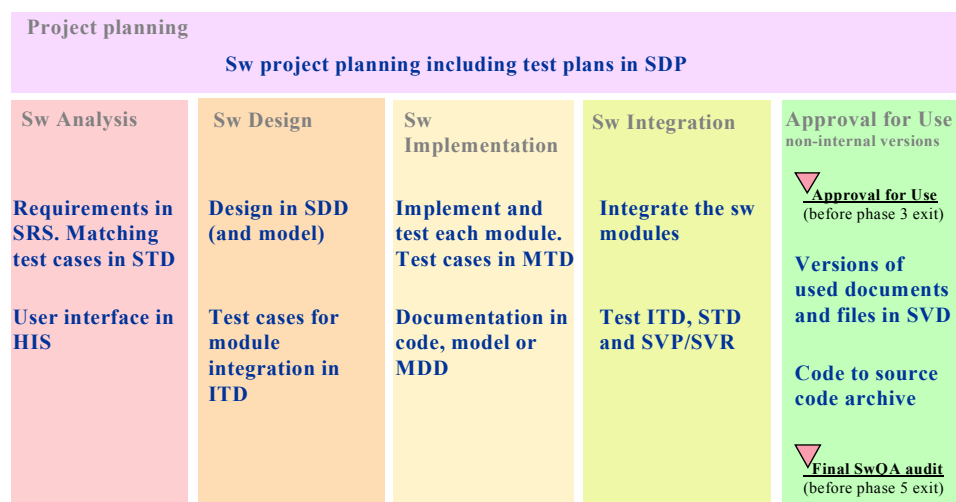 Project planning
Sw project planning including test plans in SDP
Sw Analysis
Requirements in
SRS. Matching
test cases in STD
User interface in
HIS
Sw Design
Design in SDD
(and model)
Test cases for
module
integration in
ITD
Sw
Implementation
Implement and
test each module.
Test cases in MTD
Documentation in
code, model or
MDD
Sw Integration
Integrate the sw
modules
Test ITD, STD
and SVP/SVR
Approval for Use
non-internal versions
Approval for Use
(before phase 3 exit)
Versions of
used documents
and files in SVD
Code to source
code archive
Final SwQA audit
(before phase 5 exit)